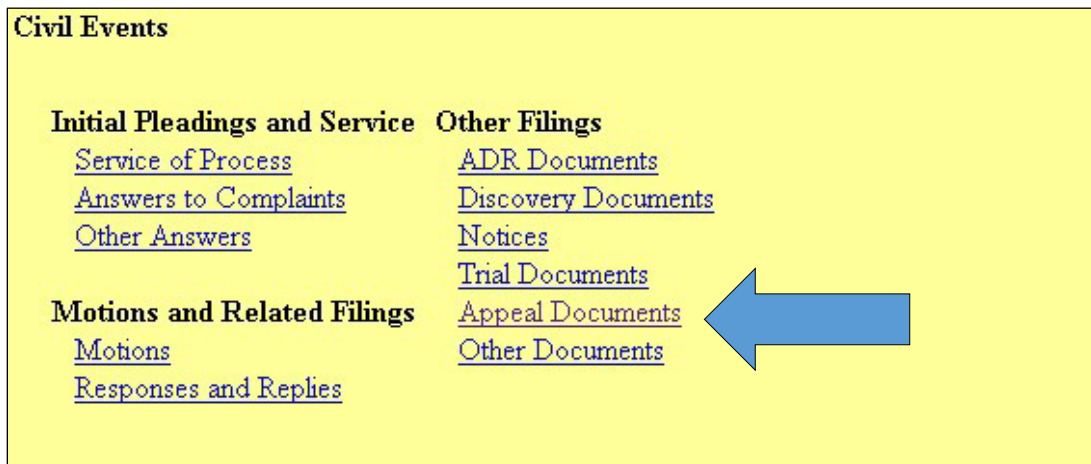 Civil Events
Initial Pleadings and Service
Service of Process
Answers to Complaints
Other Answers
Motions and Related Filings
Motions
Responses and Replies
Other Filings
ADR Documents
Discovery Documents
Notices
Trial Documents
Appeal Documents
Other Documents